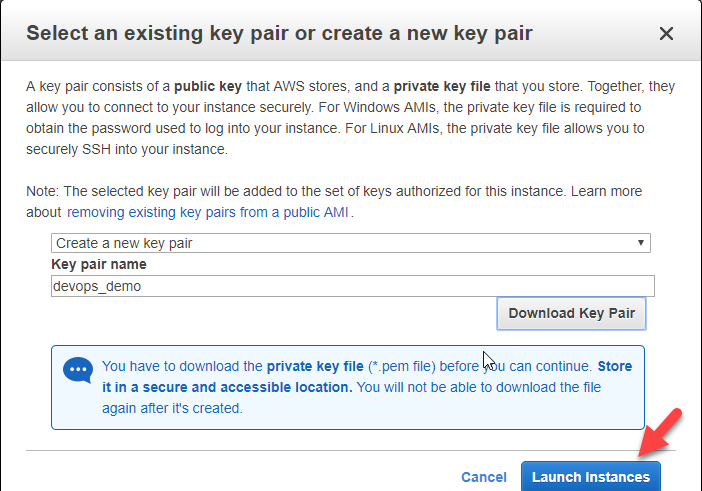 Select an existing key pair or create a new key pair
A key pair consists of a public key that AWS stores, and a private key file that you store. Together, they
allow you to connect to your instance securely. For Windows AMIs, the private key file is required to
obtain the password used to log into your instance. For Linux AMIs, the private key file allows you to
securely SSH into your instance.
Note: The selected key pair will be added to the set of keys authorized for this instance. Learn more
about removing existing key pairs from a public AMI.
Create a new key pair
Key pair name
devops_demo
Download Key Pair
You have to download the private key file (*.pem file) before you can continue. Store
it in a secure and accessible location. You will not be able to download the file
again after it's created.
Cancel
Launch Instances